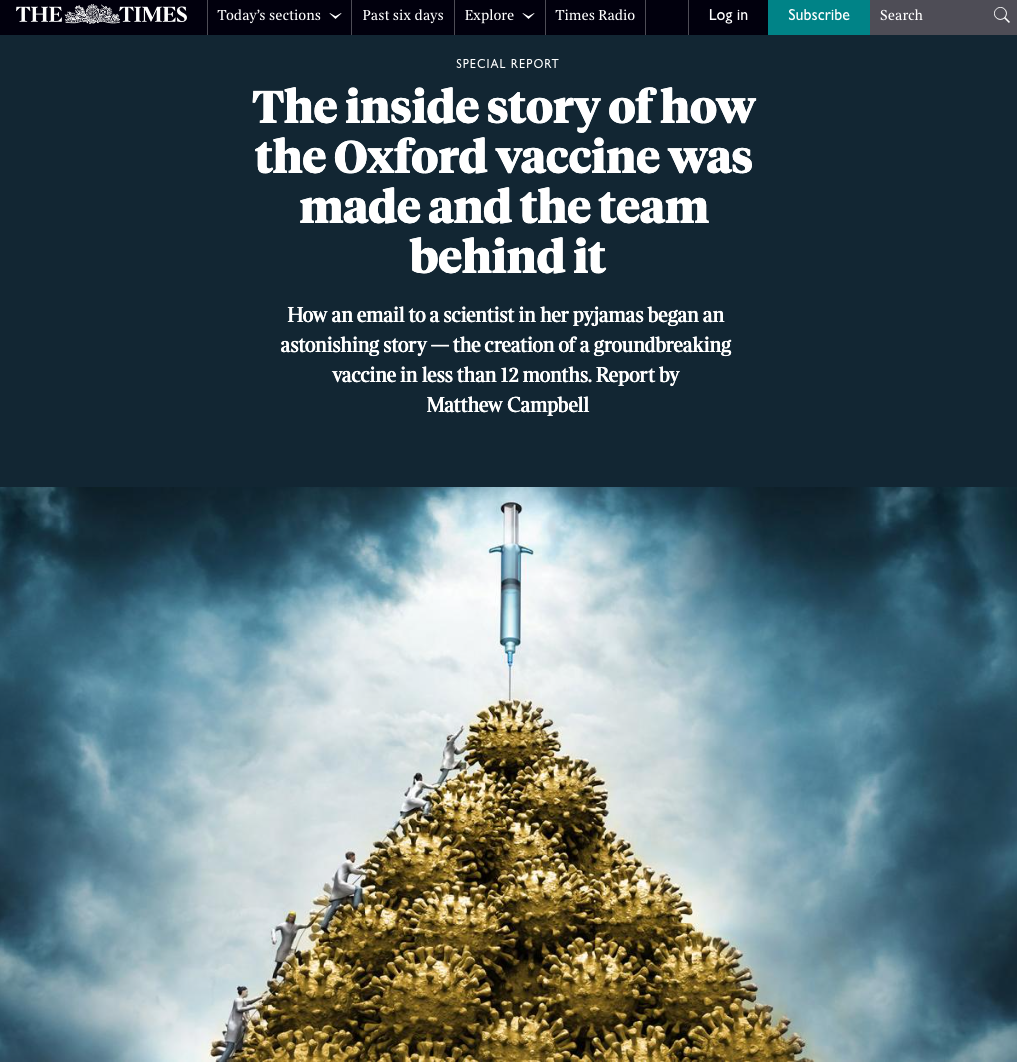 THE TIMES
Today's sections
Past six days
Explore
Times Radio
Log in
Subscribe
Search
SPECIAL REPORT
The inside story of how
the Oxford vaccine was
made and the team
behind it
How an email to a scientist in her pyjamas began an
astonishing story — the creation of a groundbreaking
vaccine in less than 12 months. Report by
Matthew Campbell